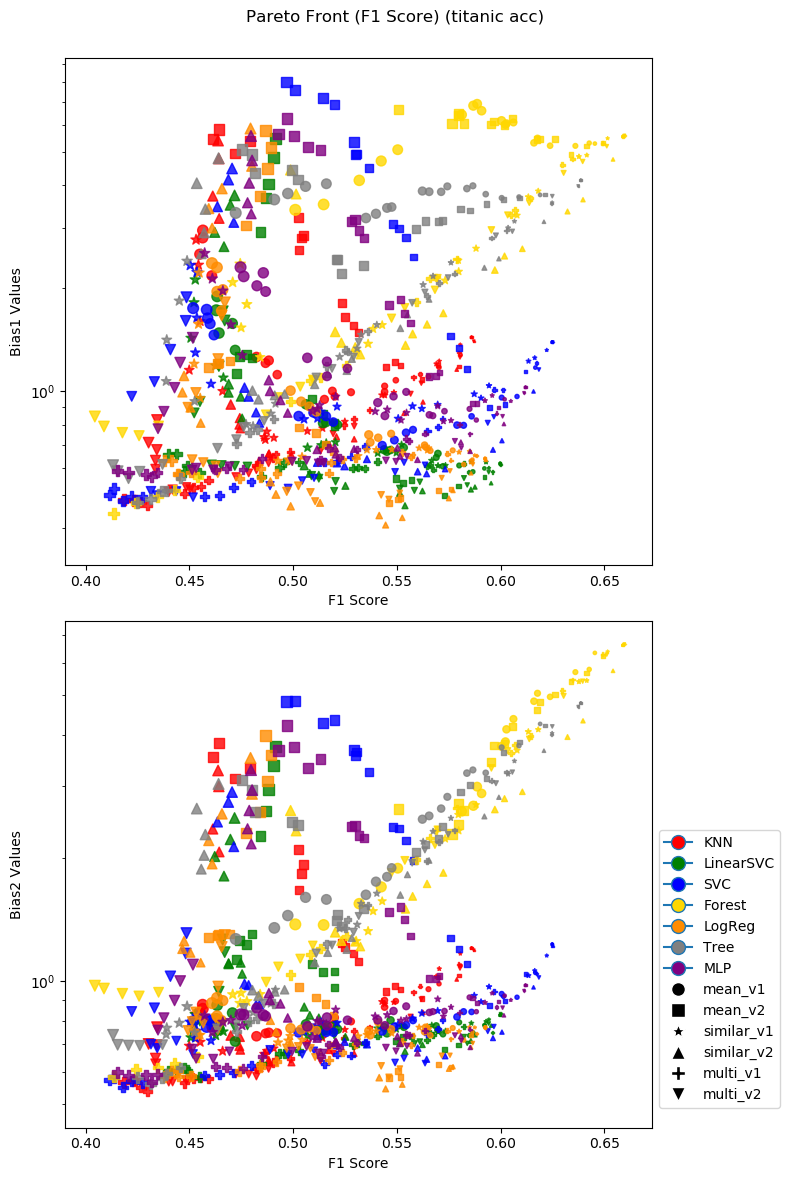 Pareto Front (F1 Score) (titanic acc)
Bias1 Values
10⁰
0.40 0.45 0.50 0.55 0.60 0.65
F1 Score
Bias2 Values
10⁰
0.40 0.45 0.50 0.55 0.60 0.65
F1 Score
KNN
LinearSVC
SVC
Forest
LogReg
Tree
MLP
mean_v1
mean_v2
similar_v1
similar_v2
multi_v1
multi_v2